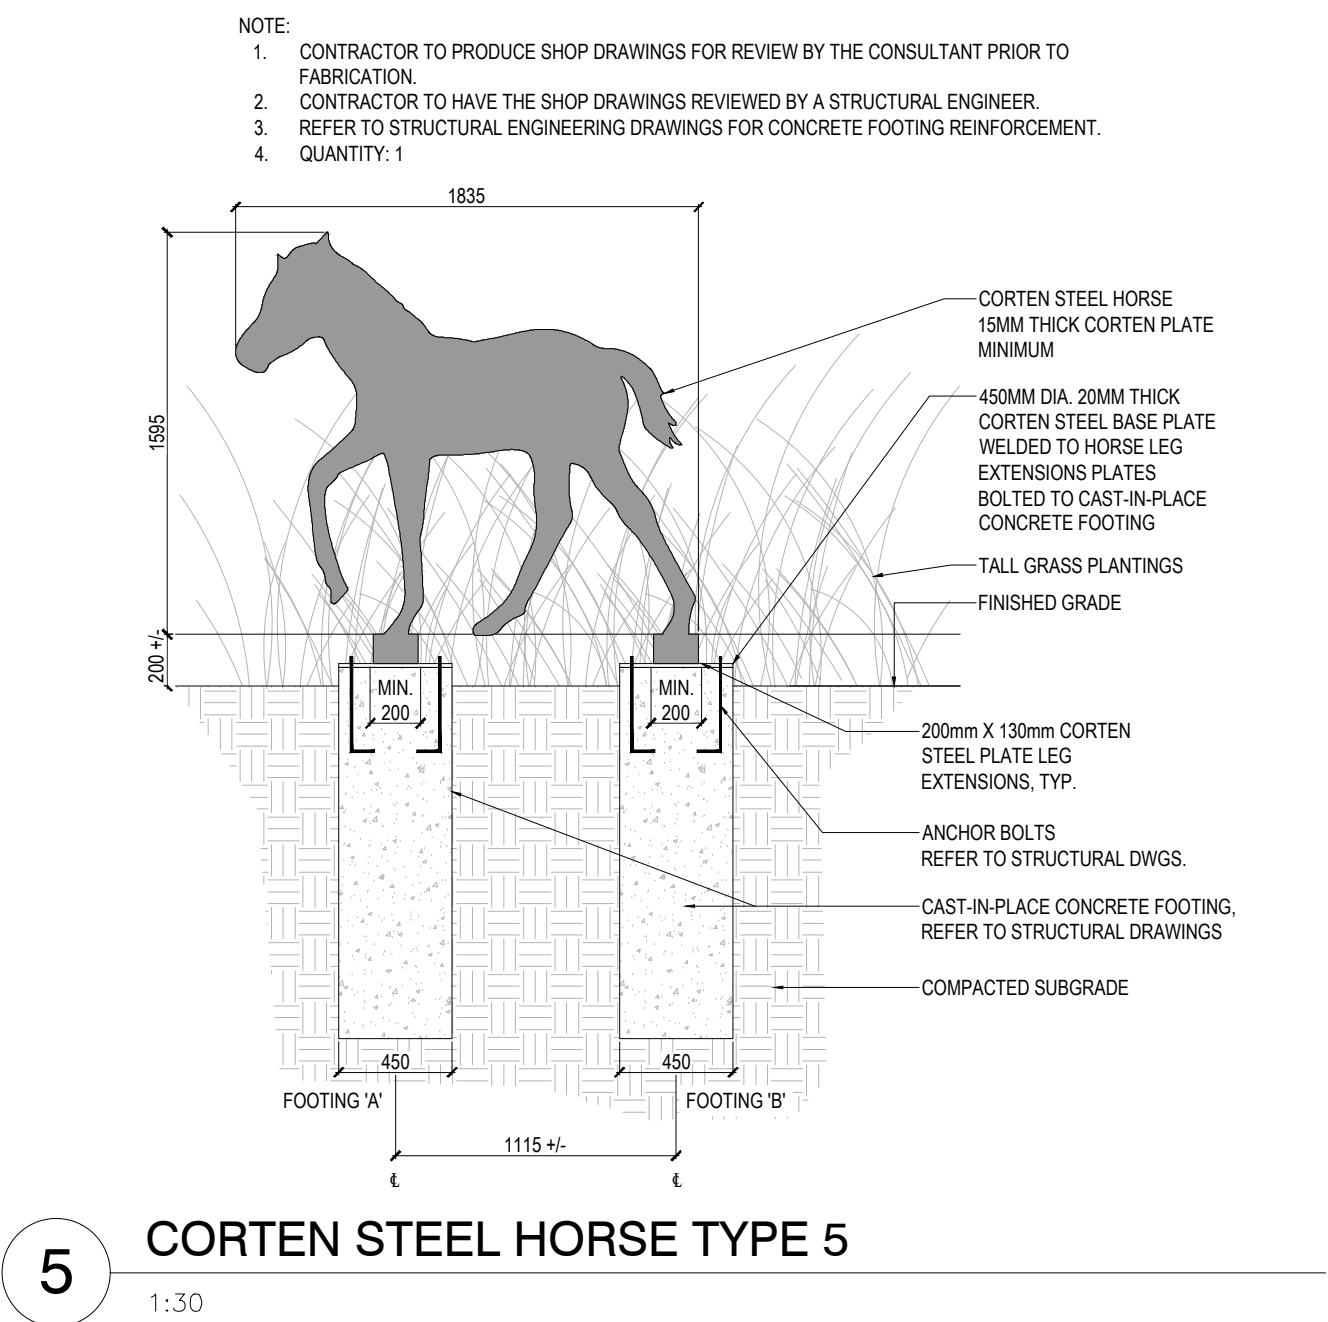 NOTE:
1. CONTRACTOR TO PRODUCE SHOP DRAWINGS FOR REVIEW BY THE CONSULTANT PRIOR TO
FABRICATION.
2. CONTRACTOR TO HAVE THE SHOP DRAWINGS REVIEWED BY A STRUCTURAL ENGINEER.
3. REFER TO STRUCTURAL ENGINEERING DRAWINGS FOR CONCRETE FOOTING REINFORCEMENT.
4. QUANTITY: 1
1835
1595
200 +/-
CORTEN STEEL HORSE
15MM THICK CORTEN PLATE
MINIMUM
450MM DIA. 20MM THICK
CORTEN STEEL BASE PLATE
WELDED TO HORSE LEG
EXTENSIONS PLATES
BOLTED TO CAST-IN-PLACE
CONCRETE FOOTING
TALL GRASS PLANTINGS
FINISHED GRADE
MIN.
200
MIN.
200
200mm X 130mm CORTEN
STEEL PLATE LEG
EXTENSIONS, TYP.
ANCHOR BOLTS
REFER TO STRUCTURAL DWGS.
CAST-IN-PLACE CONCRETE FOOTING,
REFER TO STRUCTURAL DRAWINGS
COMPACTED SUBGRADE
450
450
FOOTING 'A'
FOOTING 'B'
1115 +/-
℄
℄
5
CORTEN STEEL HORSE TYPE 5
1:30